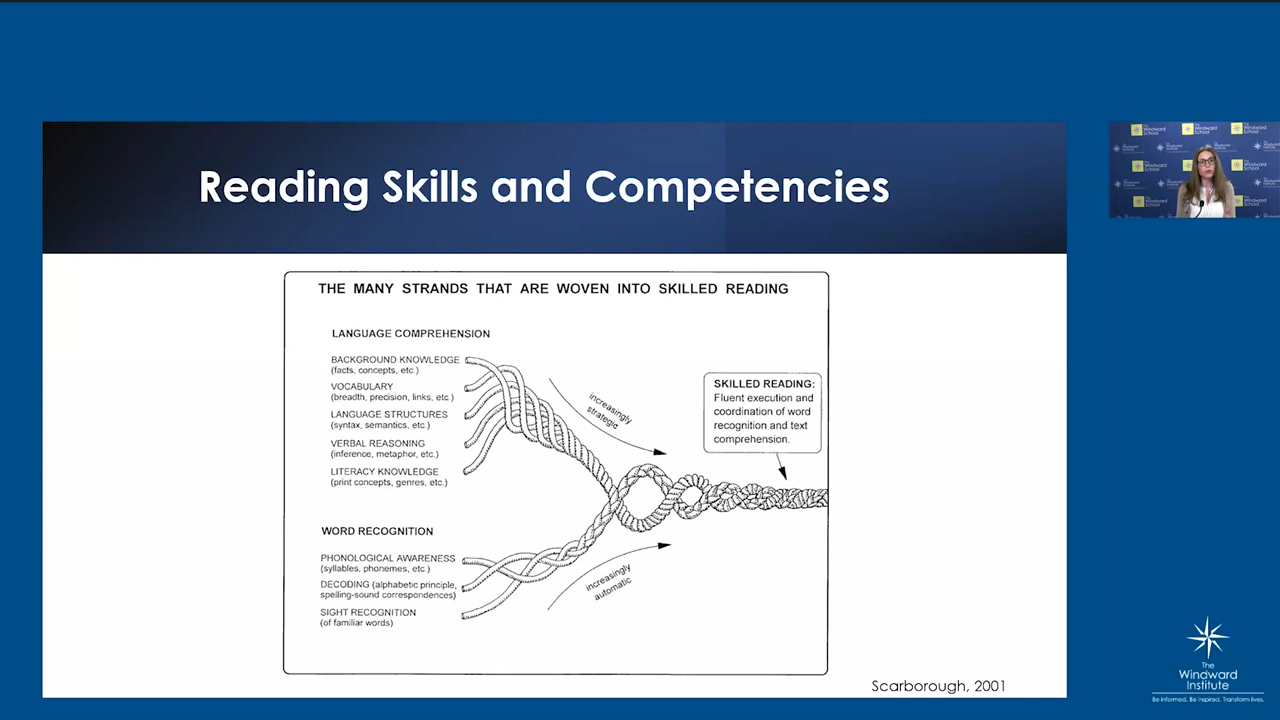 Reading Skills and Competencies
THE MANY STRANDS THAT ARE WOVEN INTO SKILLED READING
LANGUAGE COMPREHENSION
BACKGROUND KNOWLEDGE
(facts, concepts, etc.)
VOCABULARY
(breadth, precision, links, etc.)
LANGUAGE STRUCTURES
(syntax, semantics, etc.)
VERBAL REASONING
(inference, metaphor, etc.)
LITERACY KNOWLEDGE
(print concepts, genres, etc.)
increasingly
strategic
SKILLED READING:
Fluent execution and
coordination of word
recognition and text
comprehension.
WORD RECOGNITION
PHONOLOGICAL AWARENESS
(syllables, phonemes, etc.)
DECODING (alphabetic principle,
spelling-sound correspondences)
SIGHT RECOGNITION
(of familiar words)
increasingly
automatic
Scarborough, 2001
The
Windward
School
The
Windward
Institute
Be informed. Be inspired. Transform lives.